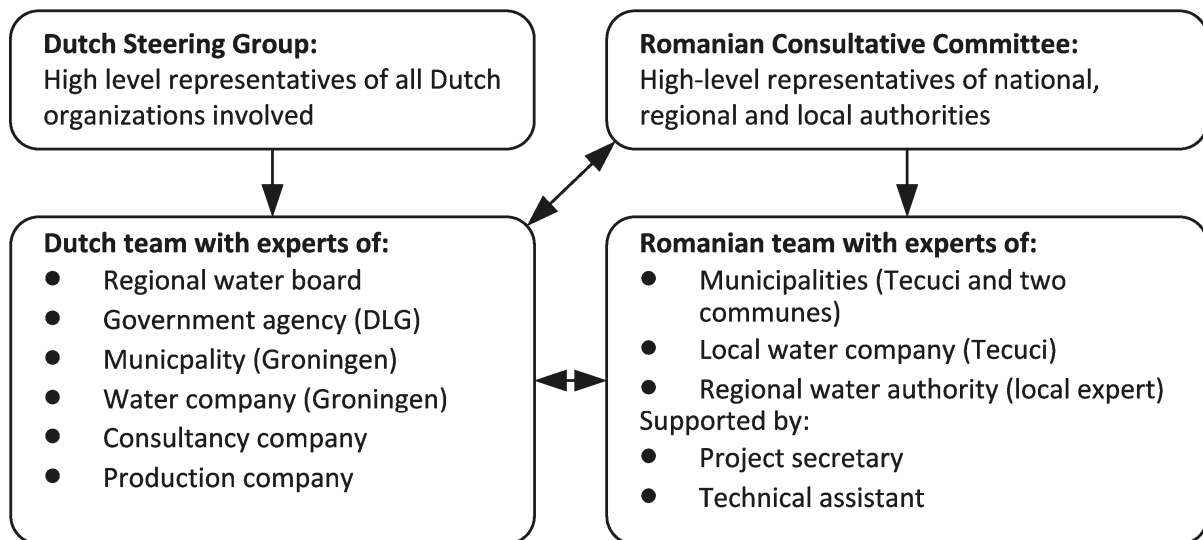 Dutch Steering Group:
High level representatives of all Dutch
organizations involved
Romanian Consultative Committee:
High-level representatives of national,
regional and local authorities
Dutch team with experts of:
● Regional water board
● Government agency (DLG)
● Municpality (Groningen)
● Water company (Groningen)
● Consultancy company
● Production company
Romanian team with experts of:
● Municipalities (Tecuci and two
communes)
● Local water company (Tecuci)
● Regional water authority (local expert)
Supported by:
● Project secretary
● Technical assistant